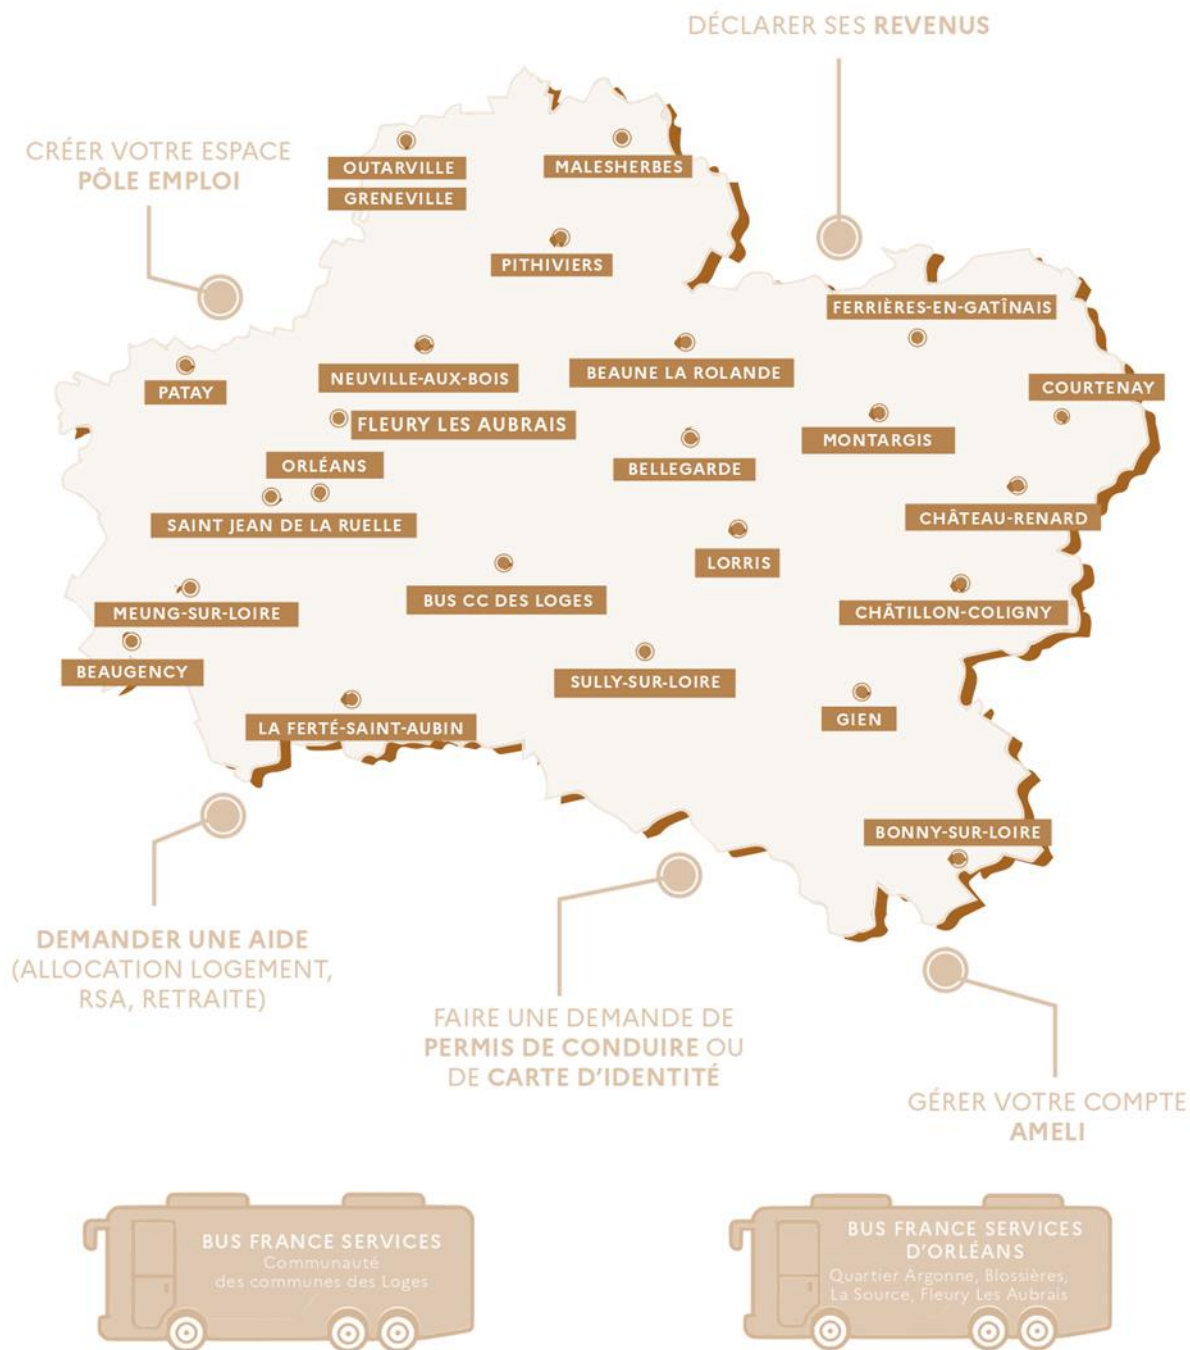 DÉCLARER SES REVENUS
CRÉER VOTRE ESPACE
PÔLE EMPLOI
OUTARVILLE
GRENEVILLE
MALESHERBES
PITHIVIERS
FERRIÈRES-EN-GATÎNAIS
NEUVILLE-AUX-BOIS
BEAUNE LA ROLANDE
COURTENAY
PATAY
FLEURY LES AUBRAIS
MONTARGIS
ORLÉANS
BELLEGARDE
SAINT JEAN DE LA RUELLE
CHÂTEAU-RENARD
LORRIS
BUS CC DES LOGES
MEUNG-SUR-LOIRE
CHÂTILLON-COLIGNY
BEAUGENCY
SULLY-SUR-LOIRE
LA FERTÉ-SAINT-AUBIN
GIEN
BONNY-SUR-LOIRE
DEMANDER UNE AIDE
(ALLOCATION LOGEMENT,
RSA, RETRAITE)
FAIRE UNE DEMANDE DE
PERMIS DE CONDUIRE OU
DE CARTE D'IDENTITÉ
GÉRER VOTRE COMPTE
AMELI
BUS FRANCE SERVICES
Communauté
des communes des Loges
BUS FRANCE SERVICES
D'ORLÉANS
Quartier Argonne, Blossières,
La Source, Fleury Les Aubrais